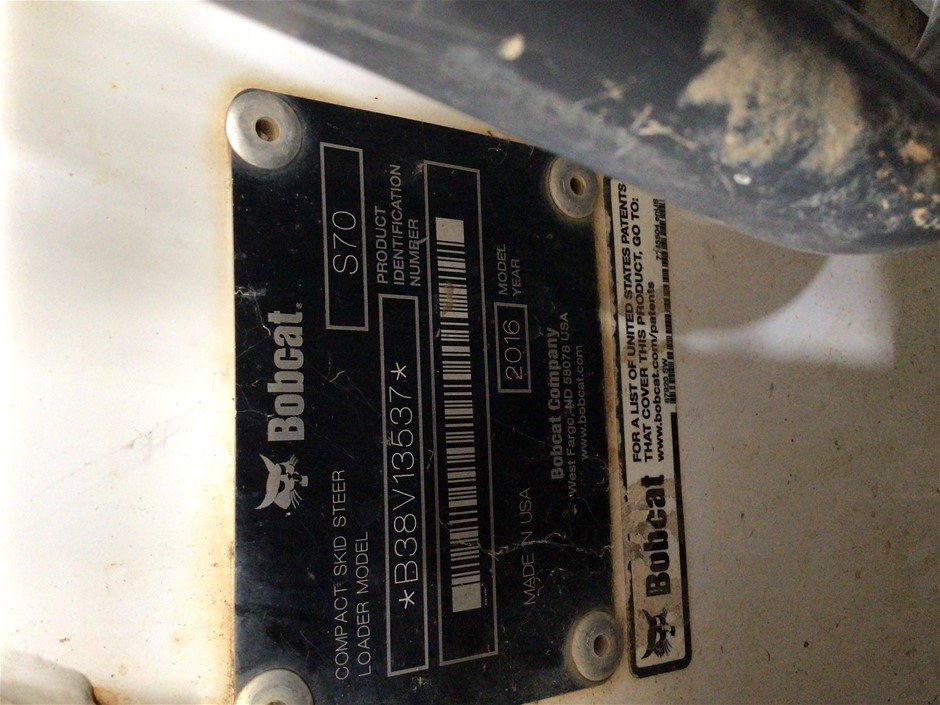 Bobcat
COMPACT SKID STEER
LOADER MODEL
S70
PRODUCT
IDENTIFICATION
NUMBER
*B38V13537*
MADE IN USA
2016
MODEL
YEAR
Bobcat Company
West Fargo, ND 58078 USA
www.bobcat.com
Bobcat
FOR A LIST OF UNITED STATES PATENTS
THAT COVER THIS PRODUCT, GO TO:
www.bobcat.com/patents